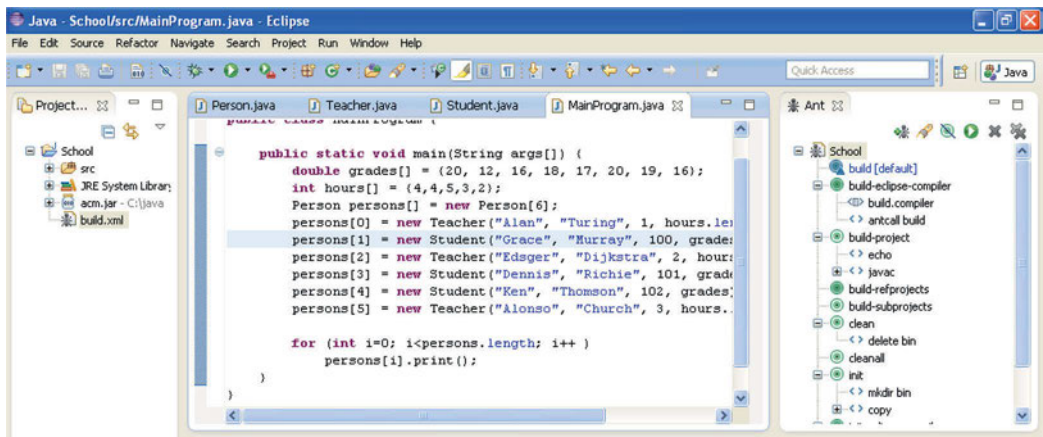 Java - School/src/MainProgram.java - Eclipse
File Edit Source Refactor Navigate Search Project Run Window Help
Quick Access
Java
Project...
School
src
JRE System Library
acm.jar - C:\java
build.xml
Person.java Teacher.java Student.java MainProgram.java
public class MainProgram {
public static void main(String args[]) {
double grades[] = {20, 12, 16, 18, 17, 20, 19, 16};
int hours[] = {4,4,5,3,2};
Person persons[] = new Person[6];
persons[0] = new Teacher("Alan", "Turing", 1, hours.le
persons[1] = new Student("Grace", "Murray", 100, grade
persons[2] = new Teacher("Edsger", "Dijkstra", 2, hour
persons[3] = new Student("Dennis", "Richie", 101, grad
persons[4] = new Student("Ken", "Thomson", 102, grades
persons[5] = new Teacher("Alonso", "Church", 3, hours.
for (int i=0; i<persons.length; i++ )
persons[i].print();
}
}
Ant
School
build [default]
build-eclipse-compiler
build.compiler
antcall build
build-project
echo
javac
build-refprojects
build-subprojects
clean
delete bin
cleanall
init
mkdir bin
copy